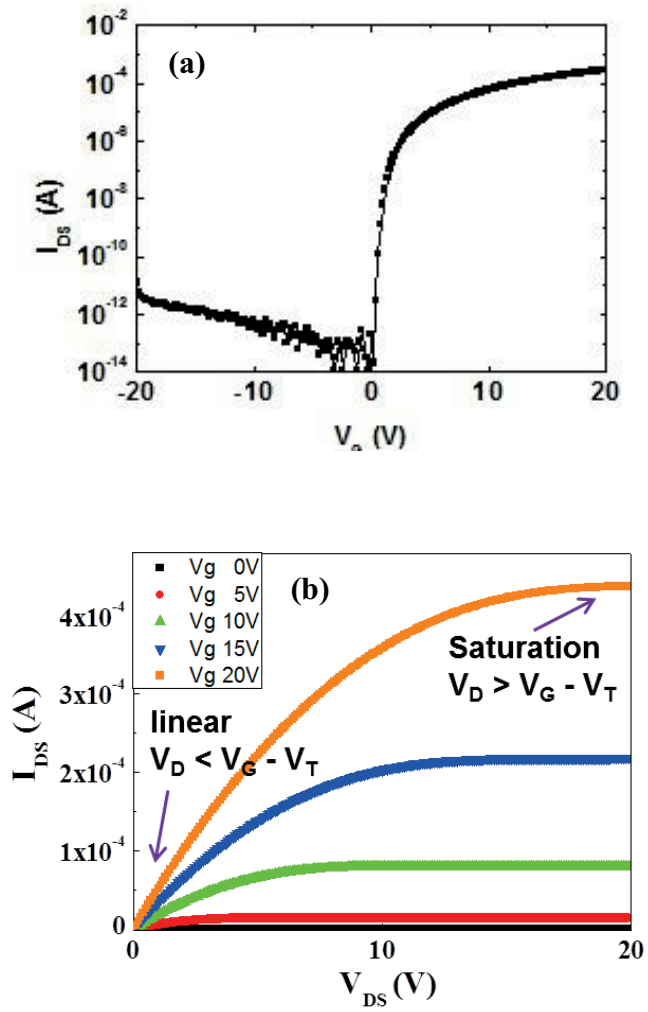 10⁻²
(a)
10⁻⁴
10⁻⁶
10⁻⁸
10⁻¹⁰
10⁻¹²
10⁻¹⁴
I_DS (A)
-20 -10 0 10 20
V_g (V)
Vg 0V
Vg 5V
Vg 10V
Vg 15V
Vg 20V
(b)
4x10⁻⁴
3x10⁻⁴
2x10⁻⁴
1x10⁻⁴
0
I_DS (A)
Saturation
V_D > V_G - V_T
linear
V_D < V_G - V_T
0 10 20
V_DS (V)